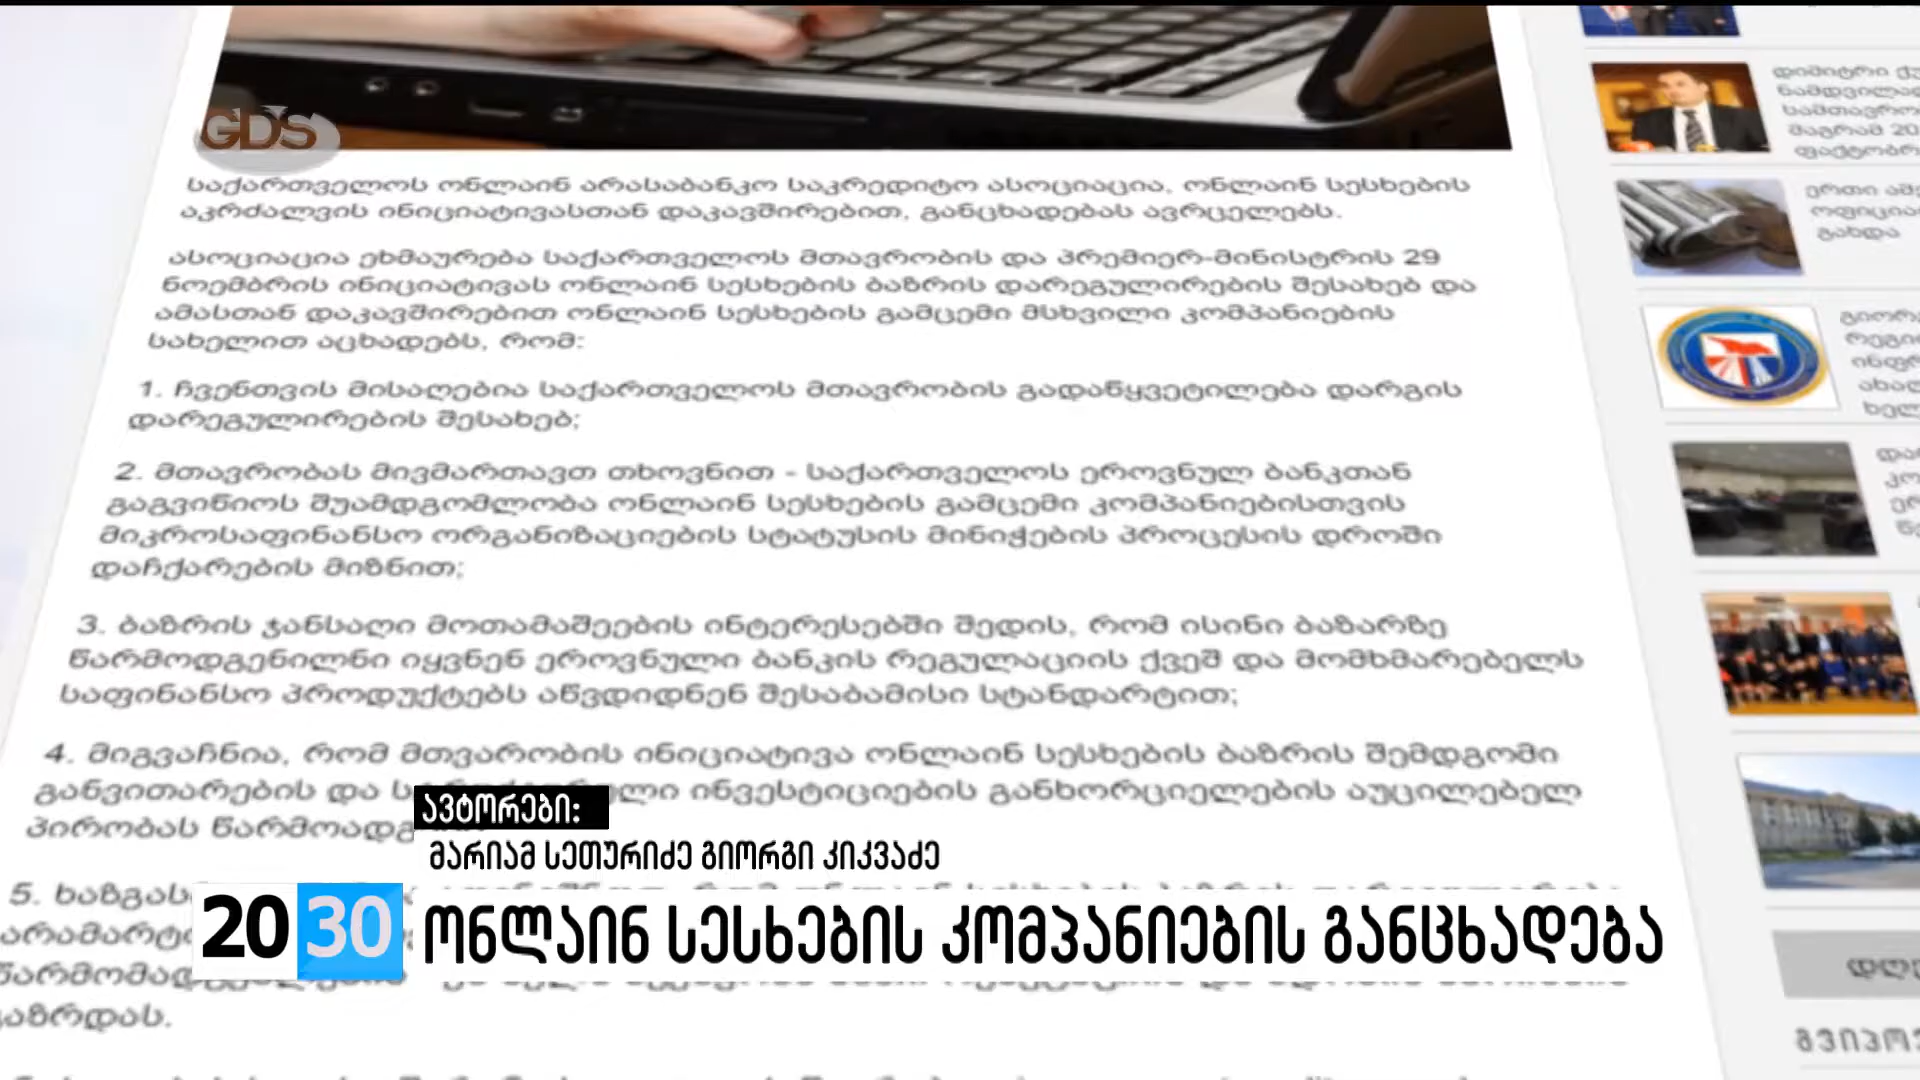 GDS
საქართველოს ონლაინ არასაბანკო საკრედიტო ასოციაცია, ონლაინ სესხების
აკრძალვის ინიციატივასთან დაკავშირებით, განცხადებას ავრცელებს.
ასოციაცია ეხმაურება საქართველოს მთავრობის და პრემიერ-მინისტრის 29
ნოემბრის ინიციატივას ონლაინ სესხების ბაზრის დარეგულირების შესახებ და
ამასთან დაკავშირებით ონლაინ სესხების გამცემი მსხვილი კომპანიების
სახელით აცხადებს, რომ:
1. ჩვენთვის მისაღებია საქართველოს მთავრობის გადაწყვეტილება დარგის
დარეგულირების შესახებ;
2. მთავრობას მივმართავთ თხოვნით - საქართველოს ეროვნულ ბანკთან
გაგვიწიოს შუამდგომლობა ონლაინ სესხების გამცემი კომპანიებისთვის
მიკროსაფინანსო ორგანიზაციების სტატუსის მინიჭების პროცესის დროში
დაჩქარების მიზნით;
3. ბაზრის ჯანსაღი მოთამაშეების ინტერესებში შედის, რომ ისინი ბაზარზე
წარმოდგენილნი იყვნენ ეროვნული ბანკის რეგულაციის ქვეშ და მომხმარებელს
საფინანსო პროდუქტებს აწვდიდნენ შესაბამისი სტანდარტით;
4. მიგვაჩნია, რომ მთვარობის ინიციატივა ონლაინ სესხების ბაზრის შემდგომი
განვითარების და ინვესტიციების განხორციელების აუცილებელ
პირობას
5.
დიმიტრი
ერთი
გახდა
ავტორები:
მარიამ სეთურიძე გიორგი კიკვაძე
20 30 ონლაინ სესხების კომპანიების განცხადება